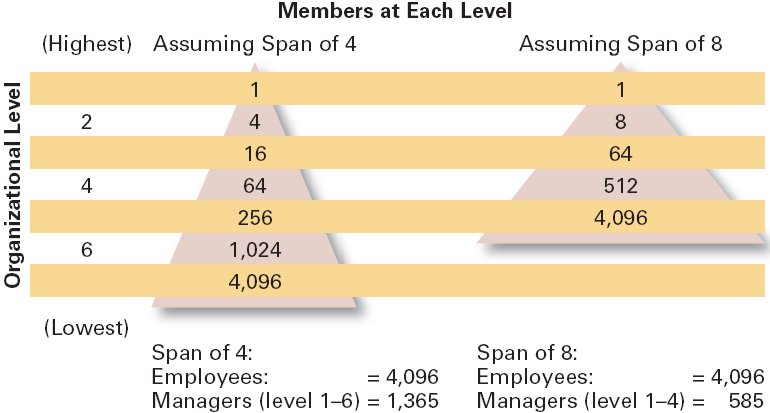 Members at Each Level
(Highest) Assuming Span of 4 Assuming Span of 8
Organizational Level
1 1
2 4 8
16 64
4 64 512
256 4,096
6 1,024
4,096
(Lowest)
Span of 4: Span of 8:
Employees: = 4,096 Employees: = 4,096
Managers (level 1–6) = 1,365 Managers (level 1–4) = 585